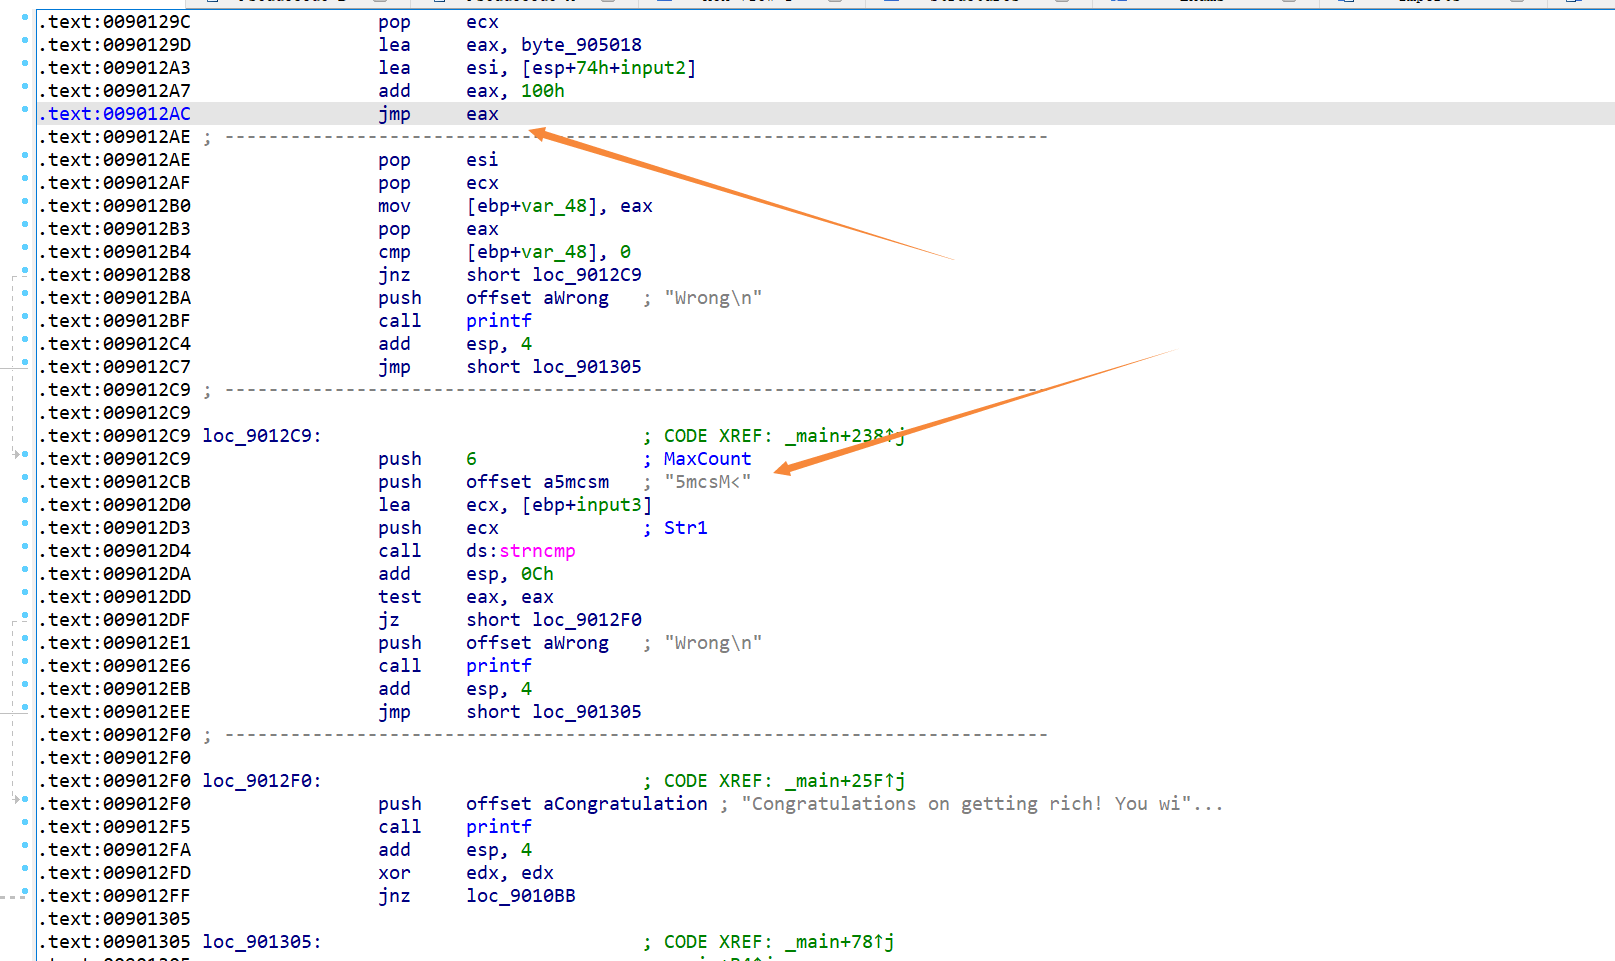 .text:0090129C pop ecx
.text:0090129D lea eax, byte_905018
.text:009012A3 lea esi, [esp+74h+input2]
.text:009012A7 add eax, 100h
.text:009012AC jmp eax
.text:009012AE ; ---------------------------------------------------------------------------
.text:009012AE pop esi
.text:009012AF pop ecx
.text:009012B0 mov [ebp+var_48], eax
.text:009012B3 pop eax
.text:009012B4 cmp [ebp+var_48], 0
.text:009012B8 jnz short loc_9012C9
.text:009012BA push offset aWrong ; "Wrong\n"
.text:009012BF call printf
.text:009012C4 add esp, 4
.text:009012C7 jmp short loc_901305
.text:009012C9 ; ---------------------------------------------------------------------------
.text:009012C9
.text:009012C9 loc_9012C9: ; CODE XREF: _main+238↑j
.text:009012C9 push 6 ; MaxCount
.text:009012CB push offset a5mcsm ; "5mcsM<"
.text:009012D0 lea ecx, [ebp+input3]
.text:009012D3 push ecx ; Str1
.text:009012D4 call ds:strncmp
.text:009012DA add esp, 0Ch
.text:009012DD test eax, eax
.text:009012DF jz short loc_9012F0
.text:009012E1 push offset aWrong ; "Wrong\n"
.text:009012E6 call printf
.text:009012EB add esp, 4
.text:009012EE jmp short loc_901305
.text:009012F0 ; ---------------------------------------------------------------------------
.text:009012F0
.text:009012F0 loc_9012F0: ; CODE XREF: _main+25F↑j
.text:009012F0 push offset aCongratulation ; "Congratulations on getting rich! You wi"...
.text:009012F5 call printf
.text:009012FA add esp, 4
.text:009012FD xor edx, edx
.text:009012FF jnz loc_9010BB
.text:00901305
.text:00901305 loc_901305: ; CODE XREF: _main+78↑j